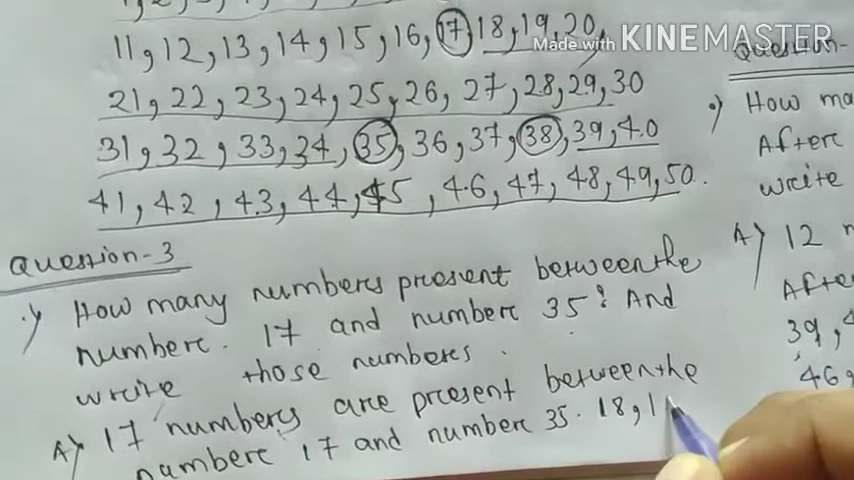 11, 12, 13, 14, 15, 16, 17, 18, 19, 20,
Made with KINEMASTER
21, 22, 23, 24, 25, 26, 27, 28, 29, 30
31, 32, 33, 34, 35, 36, 37, 38, 39, 40
41, 42, 43, 44, 45, 46, 47, 48, 49, 50.
Question-3
How many numbers present between the
number. 17 and number 35? And
write those numbers.
A) 17 numbers are present between the
number 17 and number 35. 18, 1
Question-
How ma
After
write
A) 12
Afte
39,
46,